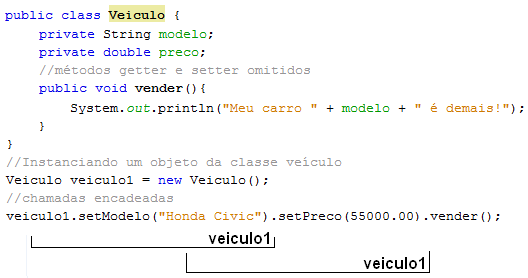 public class Veiculo {
    private String modelo;
    private double preco;
    //métodos getter e setter omitidos
    public void vender(){
        System.out.println("Meu carro " + modelo + " é demais!");
    }
}
//Instanciando um objeto da classe veículo
Veiculo veiculo1 = new Veiculo();
//chamadas encadeadas
veiculo1.setModelo("Honda Civic").setPreco(55000.00).vender();
veiculo1
veiculo1